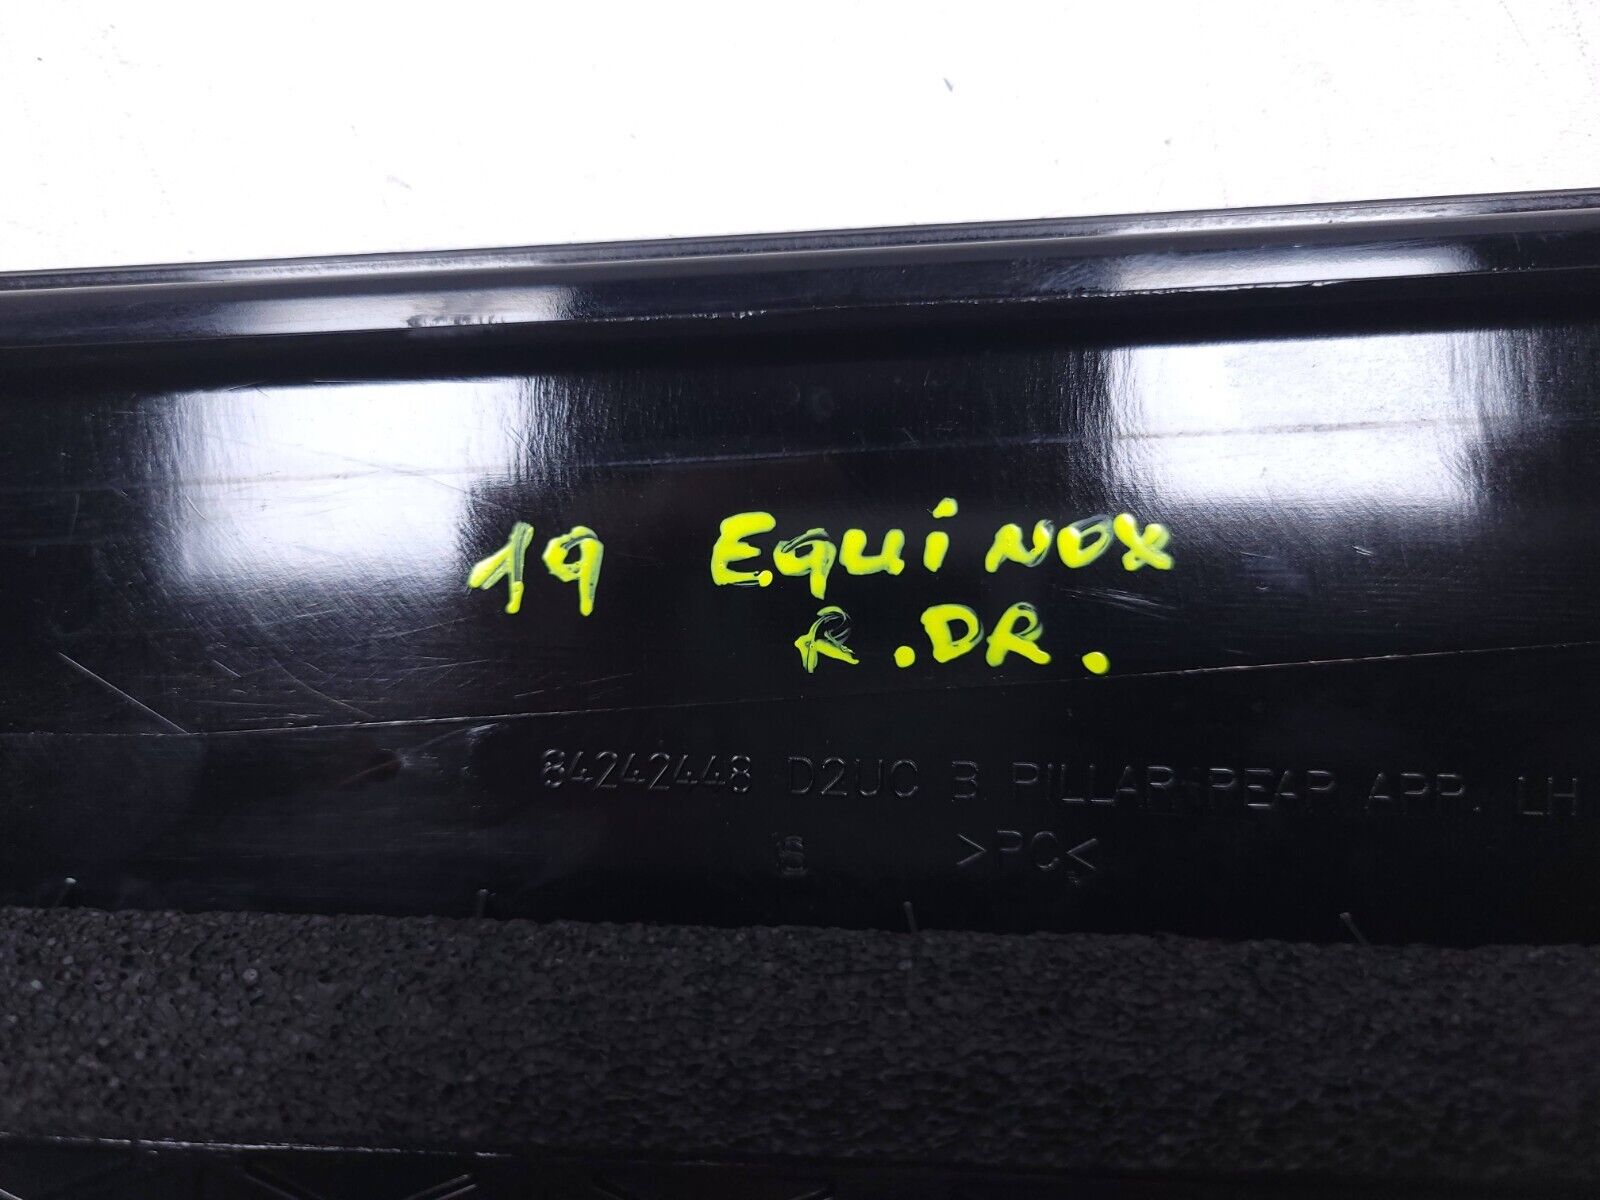 19 EQUiNOX
R.DR.
84242448 D2UC B PILLAR REAR APP. LH
>PC<